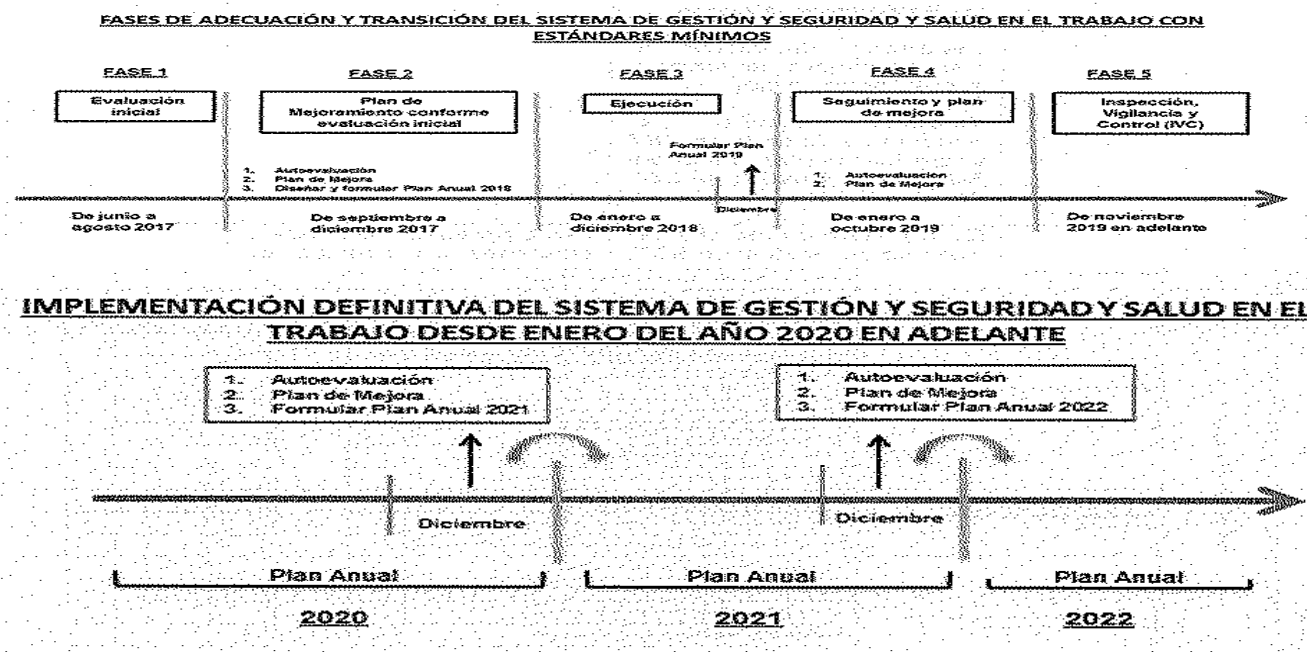 FASES DE ADECUACIÓN Y TRANSICIÓN DEL SISTEMA DE GESTIÓN Y SEGURIDAD Y SALUD EN EL TRABAJO CON
ESTÁNDARES MÍNIMOS
FASE 1
Evaluación
inicial
De junio a
agosto 2017
FASE 2
Plan de
Mejoramiento conforme
evaluación inicial
1. Autoevaluación
2. Plan de Mejora
3. Diseñar y formular Plan Anual 2018
De septiembre a
diciembre 2017
FASE 3
Ejecución
Formular Plan
Anual 2019
Diciembre
De enero a
diciembre 2018
FASE 4
Seguimiento y plan
de mejora
1. Autoevaluación
2. Plan de Mejora
De enero a
octubre 2019
FASE 5
Inspección,
Vigilancia y
Control (IVC)
De noviembre
2019 en adelante
IMPLEMENTACIÓN DEFINITIVA DEL SISTEMA DE GESTIÓN Y SEGURIDAD Y SALUD EN EL
TRABAJO DESDE ENERO DEL AÑO 2020 EN ADELANTE
1. Autoevaluación
2. Plan de Mejora
3. Formular Plan Anual 2021
1. Autoevaluación
2. Plan de Mejora
3. Formular Plan Anual 2022
Diciembre
Diciembre
Plan Anual
2020
Plan Anual
2021
Plan Anual
2022